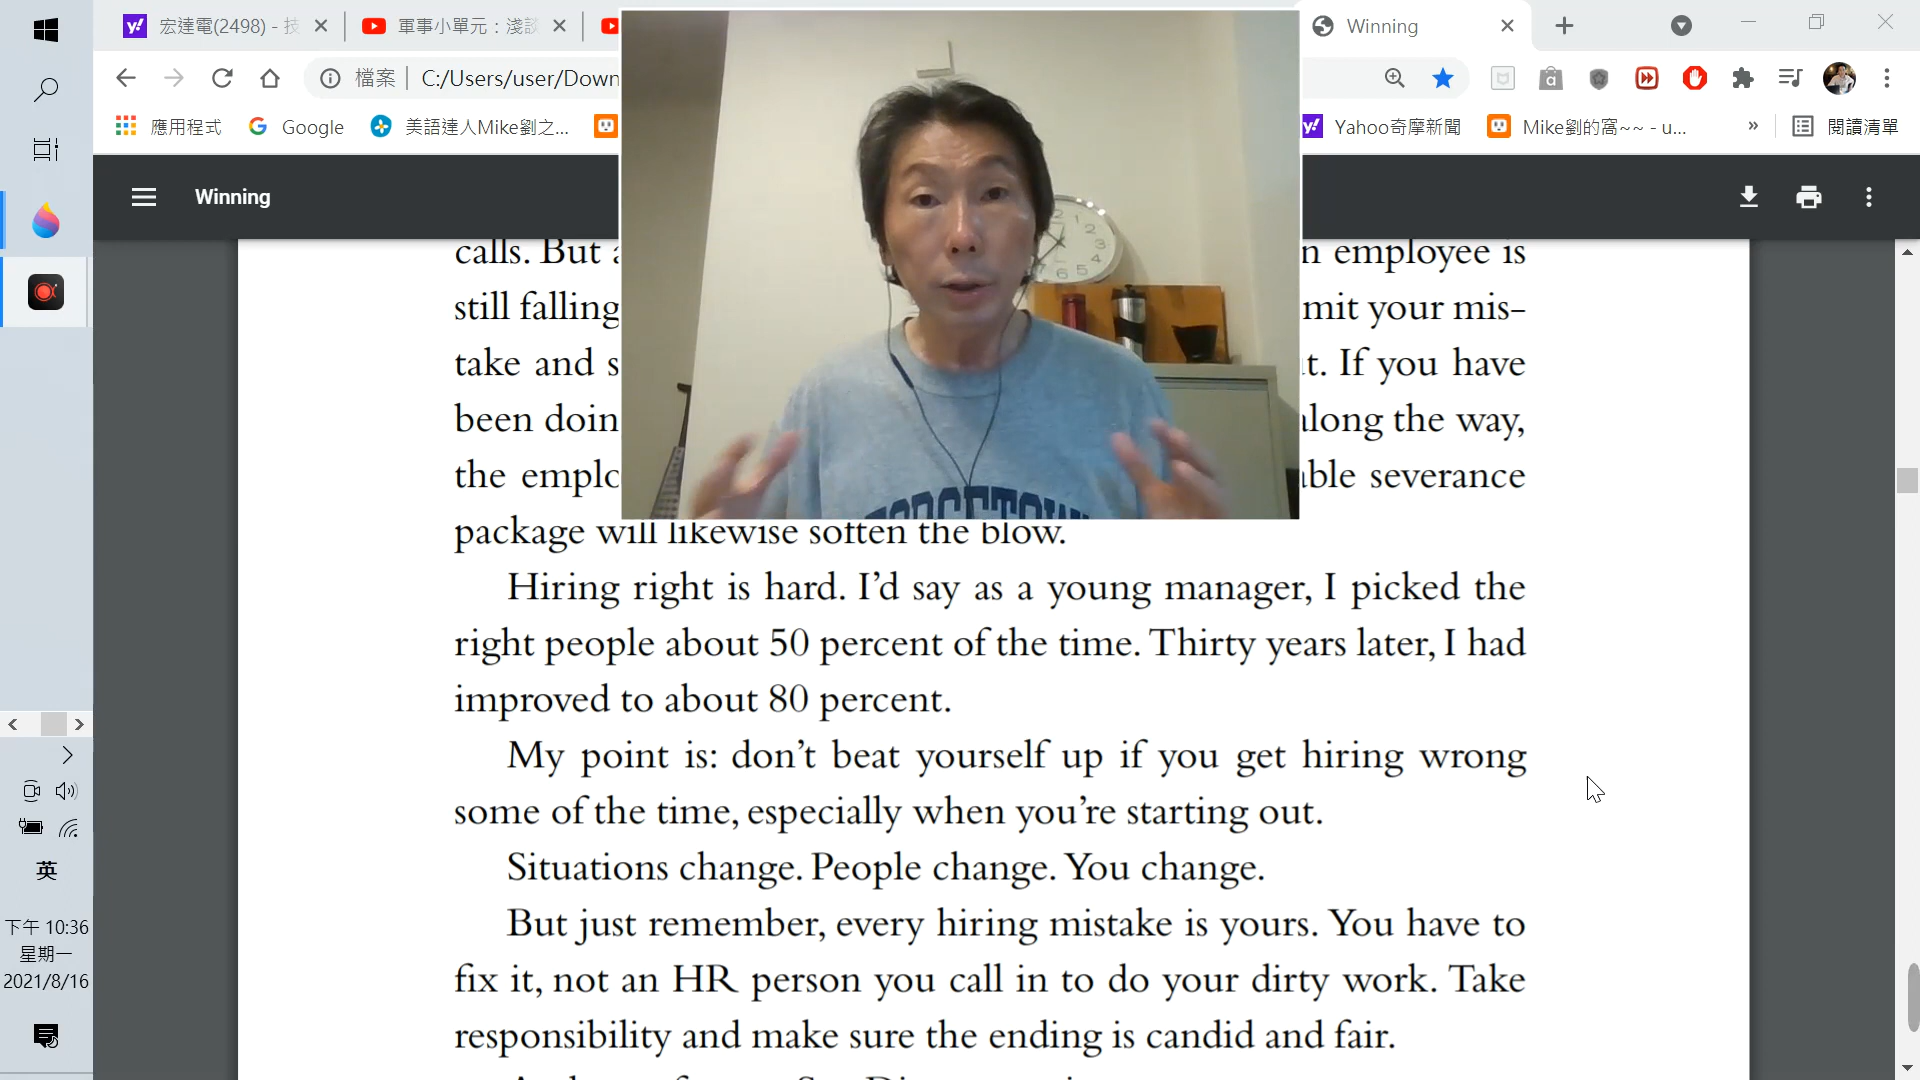 宏達電(2498) - 技
軍事小單元：淺談
Winning
檔案
C:/Users/user/Down
應用程式
Google
美語達人Mike劉之...
Yahoo奇摩新聞
Mike劉的窩~~ - u...
»
閱讀清單
Winning
calls. But
n employee is
still falling
mit your mis-
take and s
t. If you have
been doin
along the way,
the emplo
able severance
package will likewise soften the blow.
Hiring right is hard. I’d say as a young manager, I picked the
right people about 50 percent of the time. Thirty years later, I had
improved to about 80 percent.
My point is: don’t beat yourself up if you get hiring wrong
some of the time, especially when you’re starting out.
Situations change. People change. You change.
But just remember, every hiring mistake is yours. You have to
fix it, not an HR person you call in to do your dirty work. Take
responsibility and make sure the ending is candid and fair.
英
下午 10:36
星期一
2021/8/16